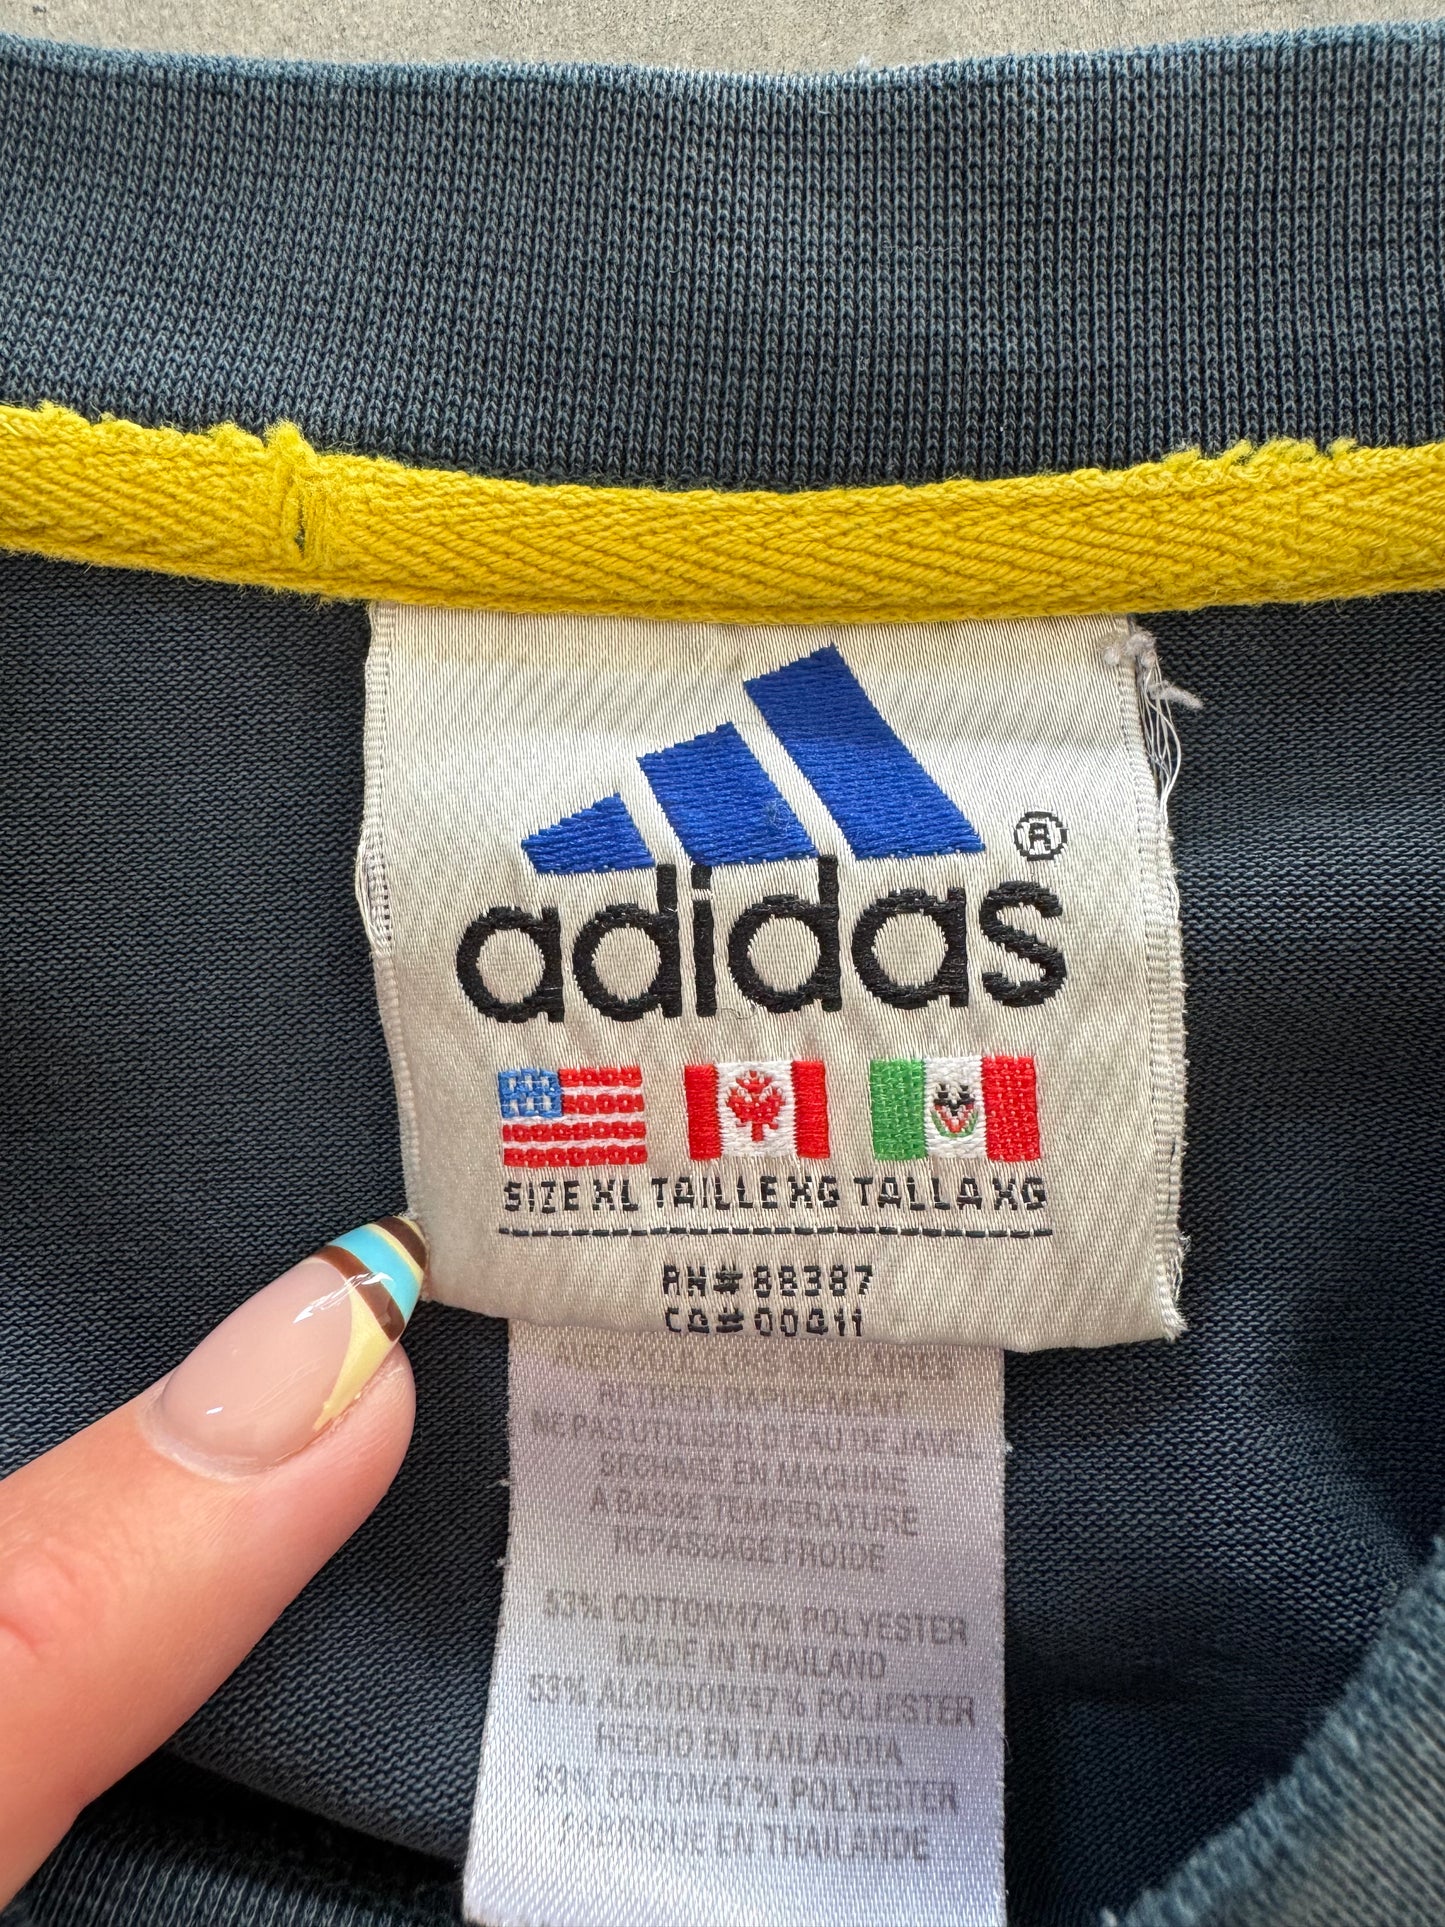 adidas®
SIZE XL TAILLE XG TALLA XG
RN# 88387
CA# 00411
RETIRER RAPIDEMENT
NE PAS UTILISER D'EAU DE JAVEL
SECHAGE EN MACHINE
A BASSE TEMPERATURE
REPASSAGE FROIDE
53% COTTON/47% POLYESTER
MADE IN THAILAND
53% ALGODON/47% POLIESTER
HECHO EN TAILANDIA
53% COTON/47% POLYESTER
FABRIQUE EN THAILANDE